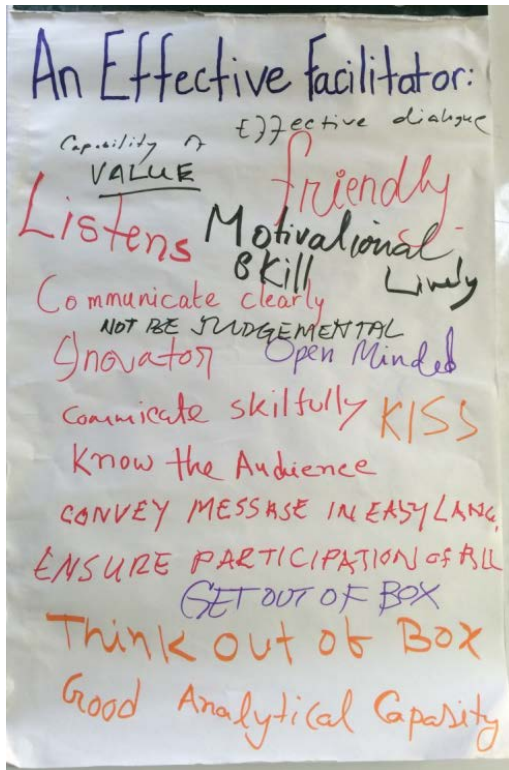 An Effective Facilitator:
Effective dialogue
Capability of
VALUE
friendly
Listens
Motivational
Skill
Lively
Communicate clearly
NOT BE JUDGEMENTAL
Inovator
Open Minded
commicate skilfully
KISS
Know the Audience
CONVEY MESSASE IN EASY LANG.
ENSURE PARTICIPATION of ALL
GET OUT OF BOX
Think out of Box
Good Analytical Capasity